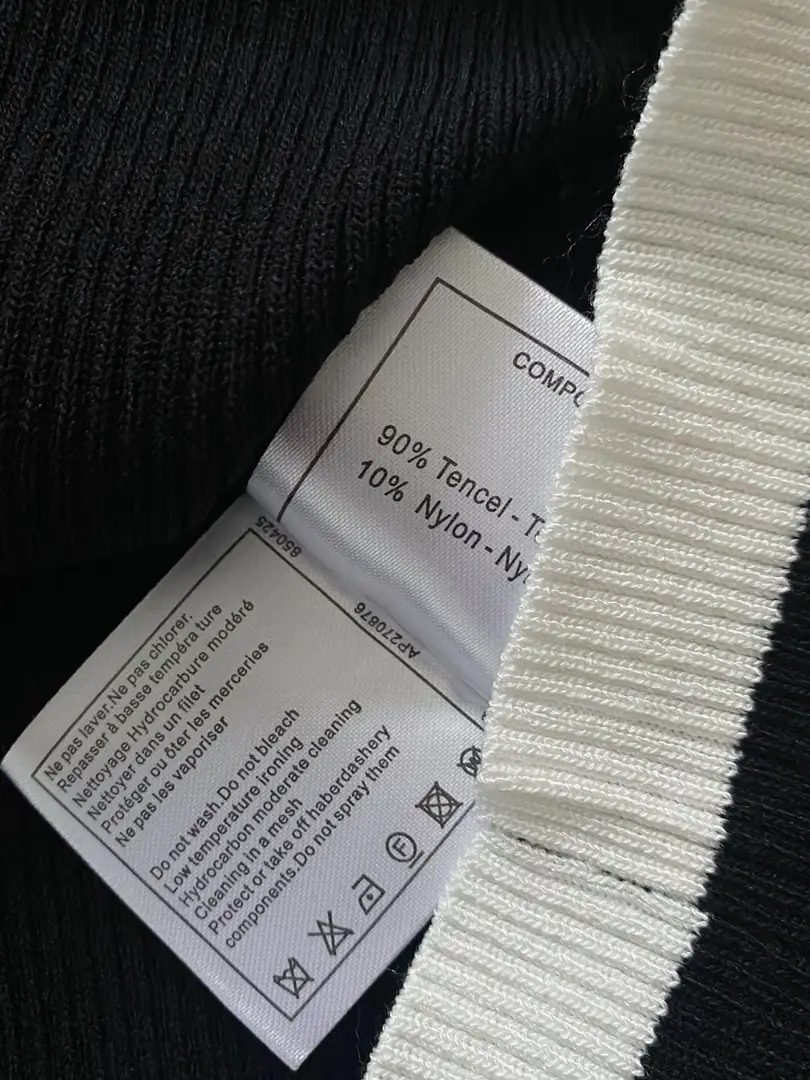 90% Tencel -
10% Nylon -
850425
AP270876
Ne pas laver.Ne pas chlorer.
Repasser à basse tempéra ture
Nettoyage Hydrocarbure modéré
Nettoyer dans un filet
Protéger ou ôter les merceries
Ne pas les vaporiser
Do not wash.Do not bleach
Low temperature ironing
Hydrocarbon moderate cleaning
Cleaning in a mesh
Protect or take off haberdashery
components.Do not spray them
F